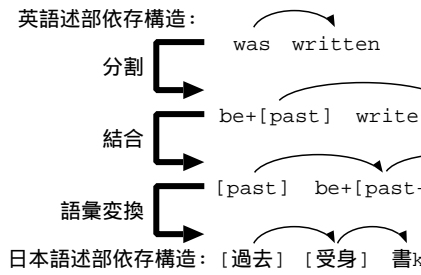 英語述部依存構造:
was written
分割
be+[past] write
結合
[past] be+[past-
語彙変換
日本語述部依存構造: [過去] [受身] 書k